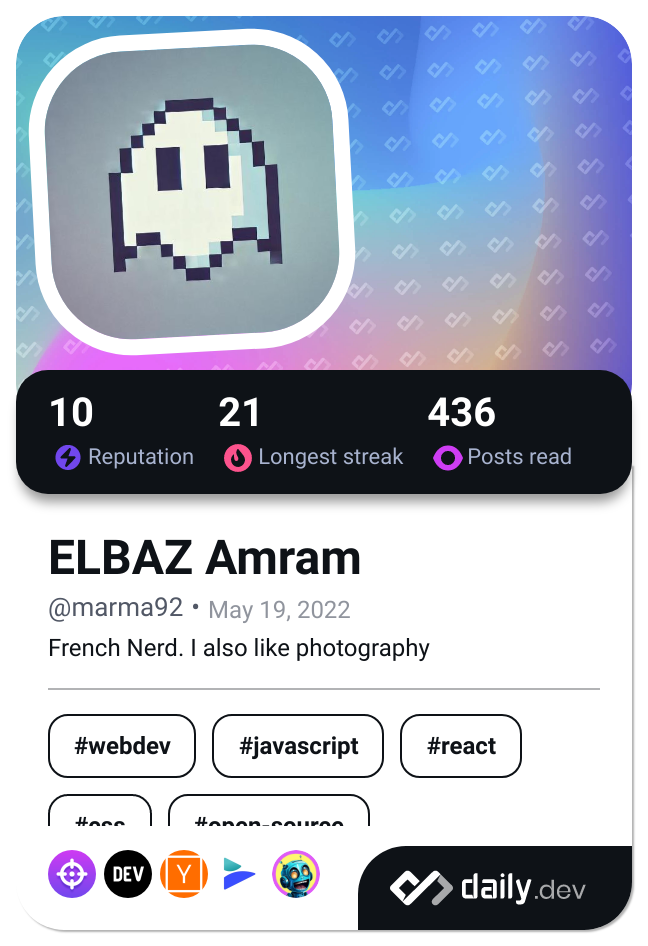 10 21 436
Reputation Longest streak Posts read
ELBAZ Amram
@marma92 • May 19, 2022
French Nerd. I also like photography
#webdev #javascript #react
#css #open-source
DEV Y daily.dev